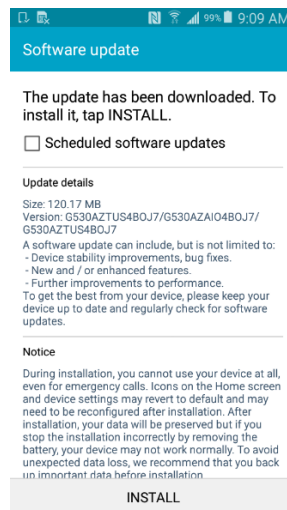 99% 9:09 AM
Software update
The update has been downloaded. To
install it, tap INSTALL.
Scheduled software updates
Update details
Size: 120.17 MB
Version: G530AZTUS4BOJ7/G530AZAIO4BOJ7/
G530AZTUS4BOJ7
A software update can include, but is not limited to:
- Device stability improvements, bug fixes.
- New and / or enhanced features.
- Further improvements to performance.
To get the best from your device, please keep your
device up to date and regularly check for software
updates.
Notice
During installation, you cannot use your device at all,
even for emergency calls. Icons on the Home screen
and device settings may revert to default and may
need to be reconfigured after installation. After
installation, your data will be preserved but if you
stop the installation incorrectly by removing the
battery, your device may not work normally. To avoid
unexpected data loss, we recommend that you back
up important data before installation
INSTALL